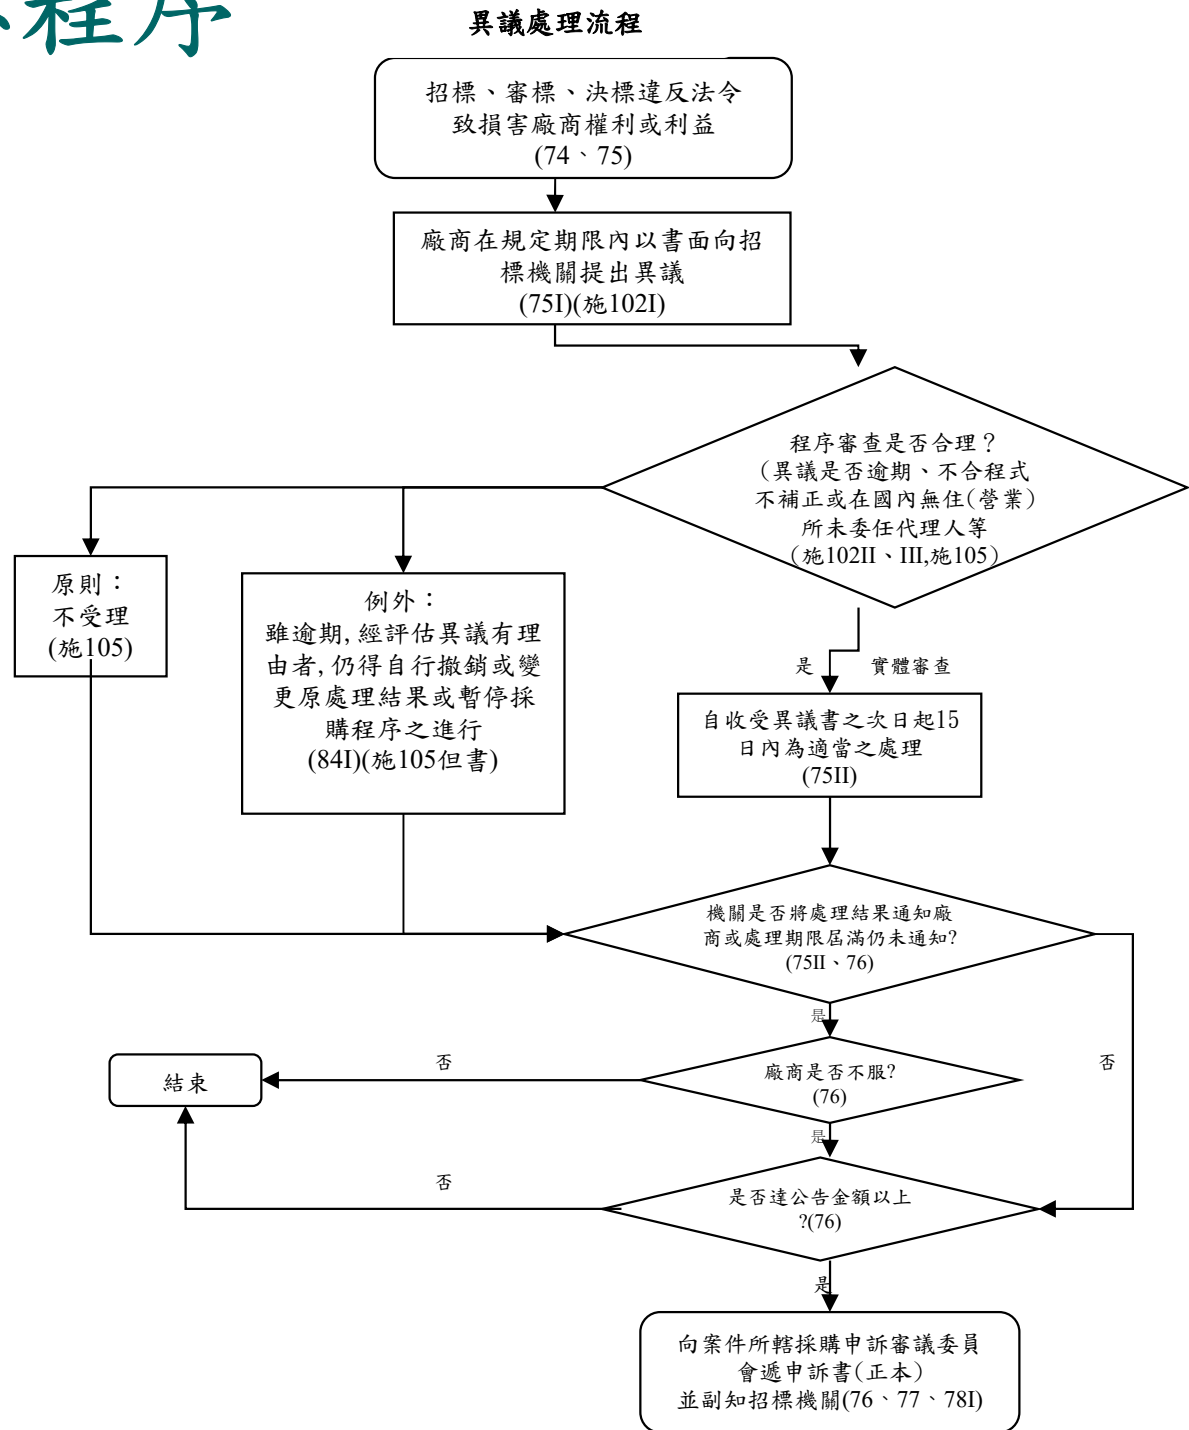 程序
異議處理流程
招標、審標、決標違反法令
致損害廠商權利或利益
(74、75)
廠商在規定期限內以書面向招
標機關提出異議
(75I)(施102I)
程序審查是否合理？
(異議是否逾期、不合程式
不補正或在國內無住(營業)
所未委任代理人等
(施102II、III,施105)
原則：
不受理
(施105)
例外：
雖逾期,經評估異議有理
由者,仍得自行撤銷或變
更原處理結果或暫停採
購程序之進行
(84I)(施105但書)
是
實體審查
自收受異議書之次日起15
日內為適當之處理
(75II)
機關是否將處理結果通知廠
商或處理期限屆滿仍未通知?
(75II、76)
是
否
廠商是否不服?
(76)
否
結束
是
否
是否達公告金額以上
?(76)
是
向案件所轄採購申訴審議委員
會遞申訴書(正本)
並副知招標機關(76、77、78I)